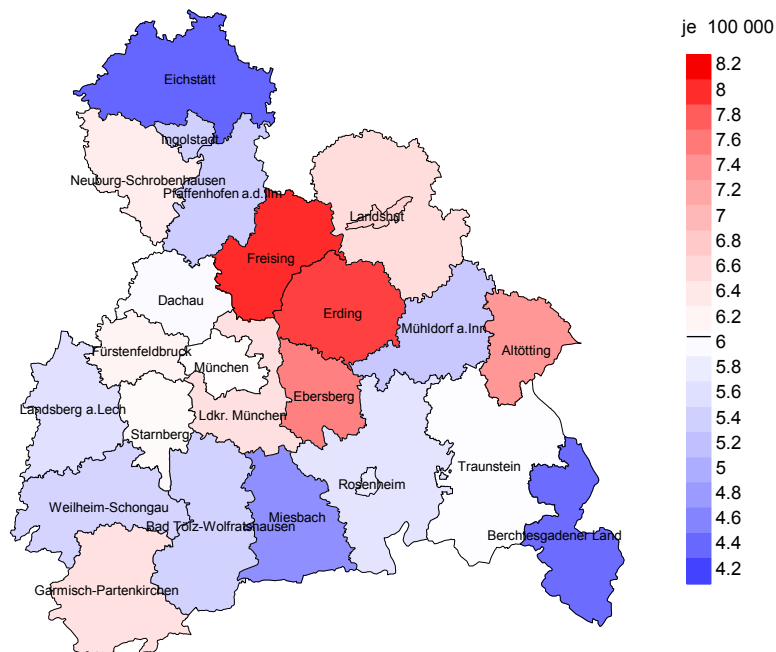 je 100 000
Eichstätt
Ingolstadt
Neuburg-Schrobenhausen
Pfaffenhofen a.d.Ilm
Landshut
Freising
Dachau
Erding
Mühldorf a.Inn
Altötting
Fürstenfeldbruck
München
Ebersberg
Landsberg a.Lech
Ldkr. München
Starnberg
Traunstein
Rosenheim
Weilheim-Schongau
Miesbach
Bad Tölz-Wolfratshausen
Berchtesgadener Land
Garmisch-Partenkirchen
8.2
8
7.8
7.6
7.4
7.2
7
6.8
6.6
6.4
6.2
6
5.8
5.6
5.4
5.2
5
4.8
4.6
4.4
4.2